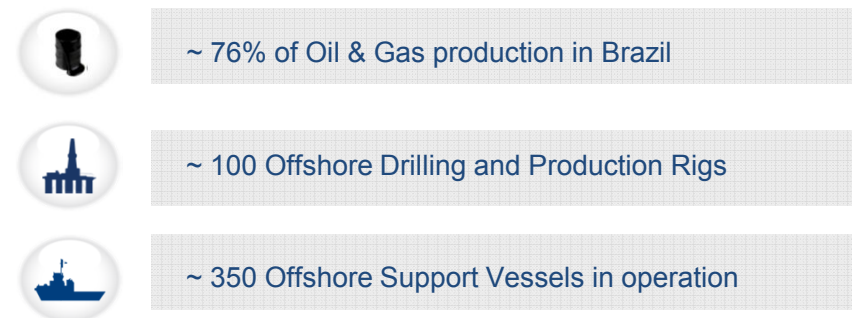 ~ 76% of Oil & Gas production in Brazil
~ 100 Offshore Drilling and Production Rigs
~ 350 Offshore Support Vessels in operation